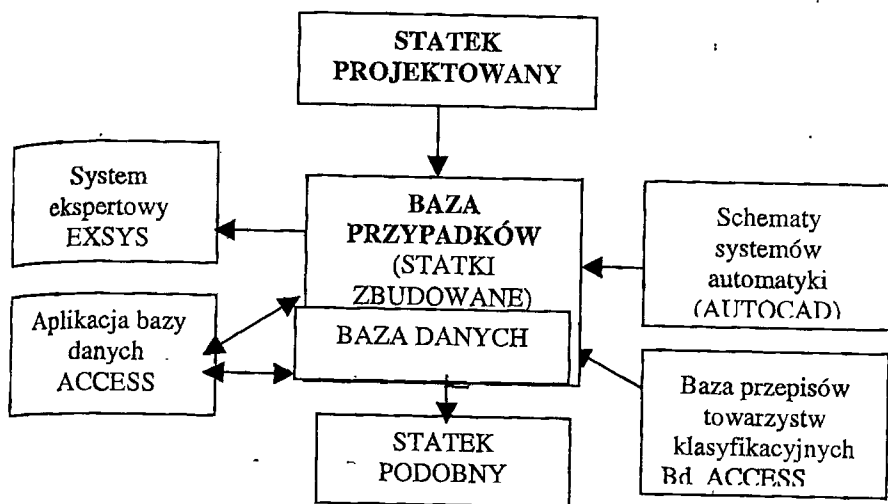 STATEK
PROJEKTOWANY
System
ekspertowy
EXSYS
BAZA
PRZYPADKÓW
(STATKI
ZBUDOWANE)
Schematy
systemów
automatyki
(AUTOCAD)
Aplikacja bazy
danych
ACCESS
BAZA DANYCH
Baza przepisów
towarzystw
klasyfikacyjnych
Bd ACCESS
STATEK
PODOBNY